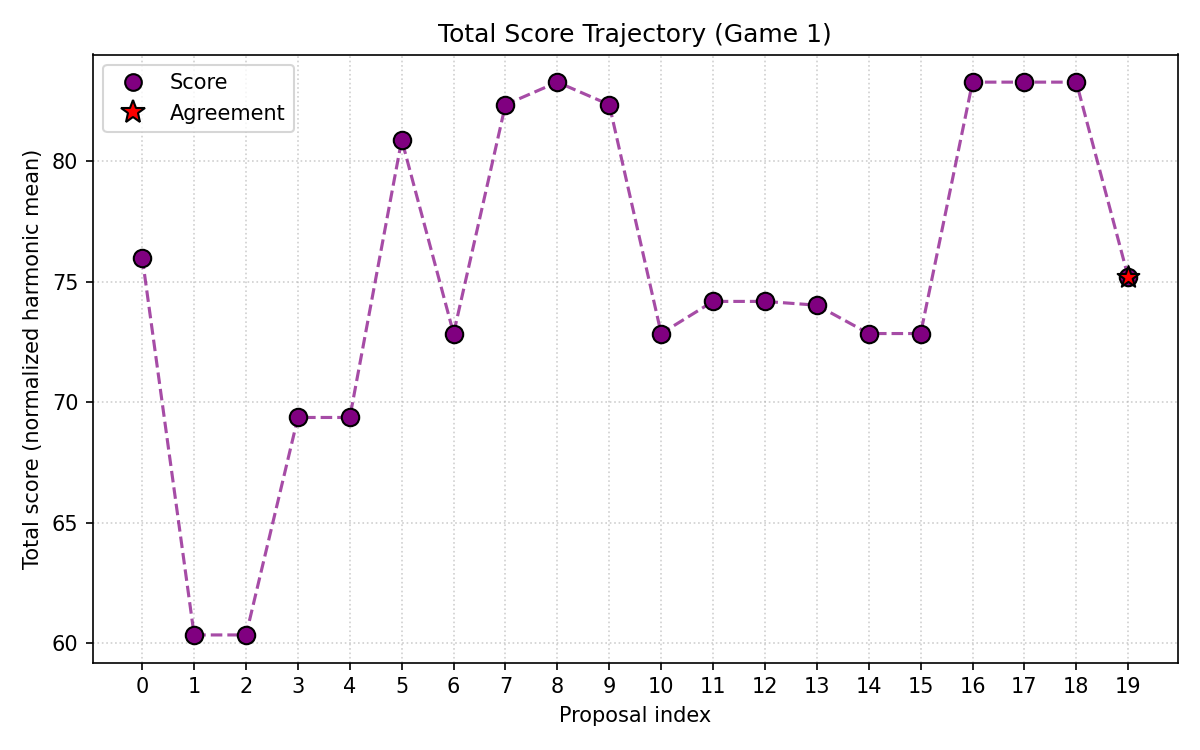 Total Score Trajectory (Game 1)
Score
Agreement
Total score (normalized harmonic mean)
80
75
70
65
60
0 1 2 3 4 5 6 7 8 9 10 11 12 13 14 15 16 17 18 19
Proposal index